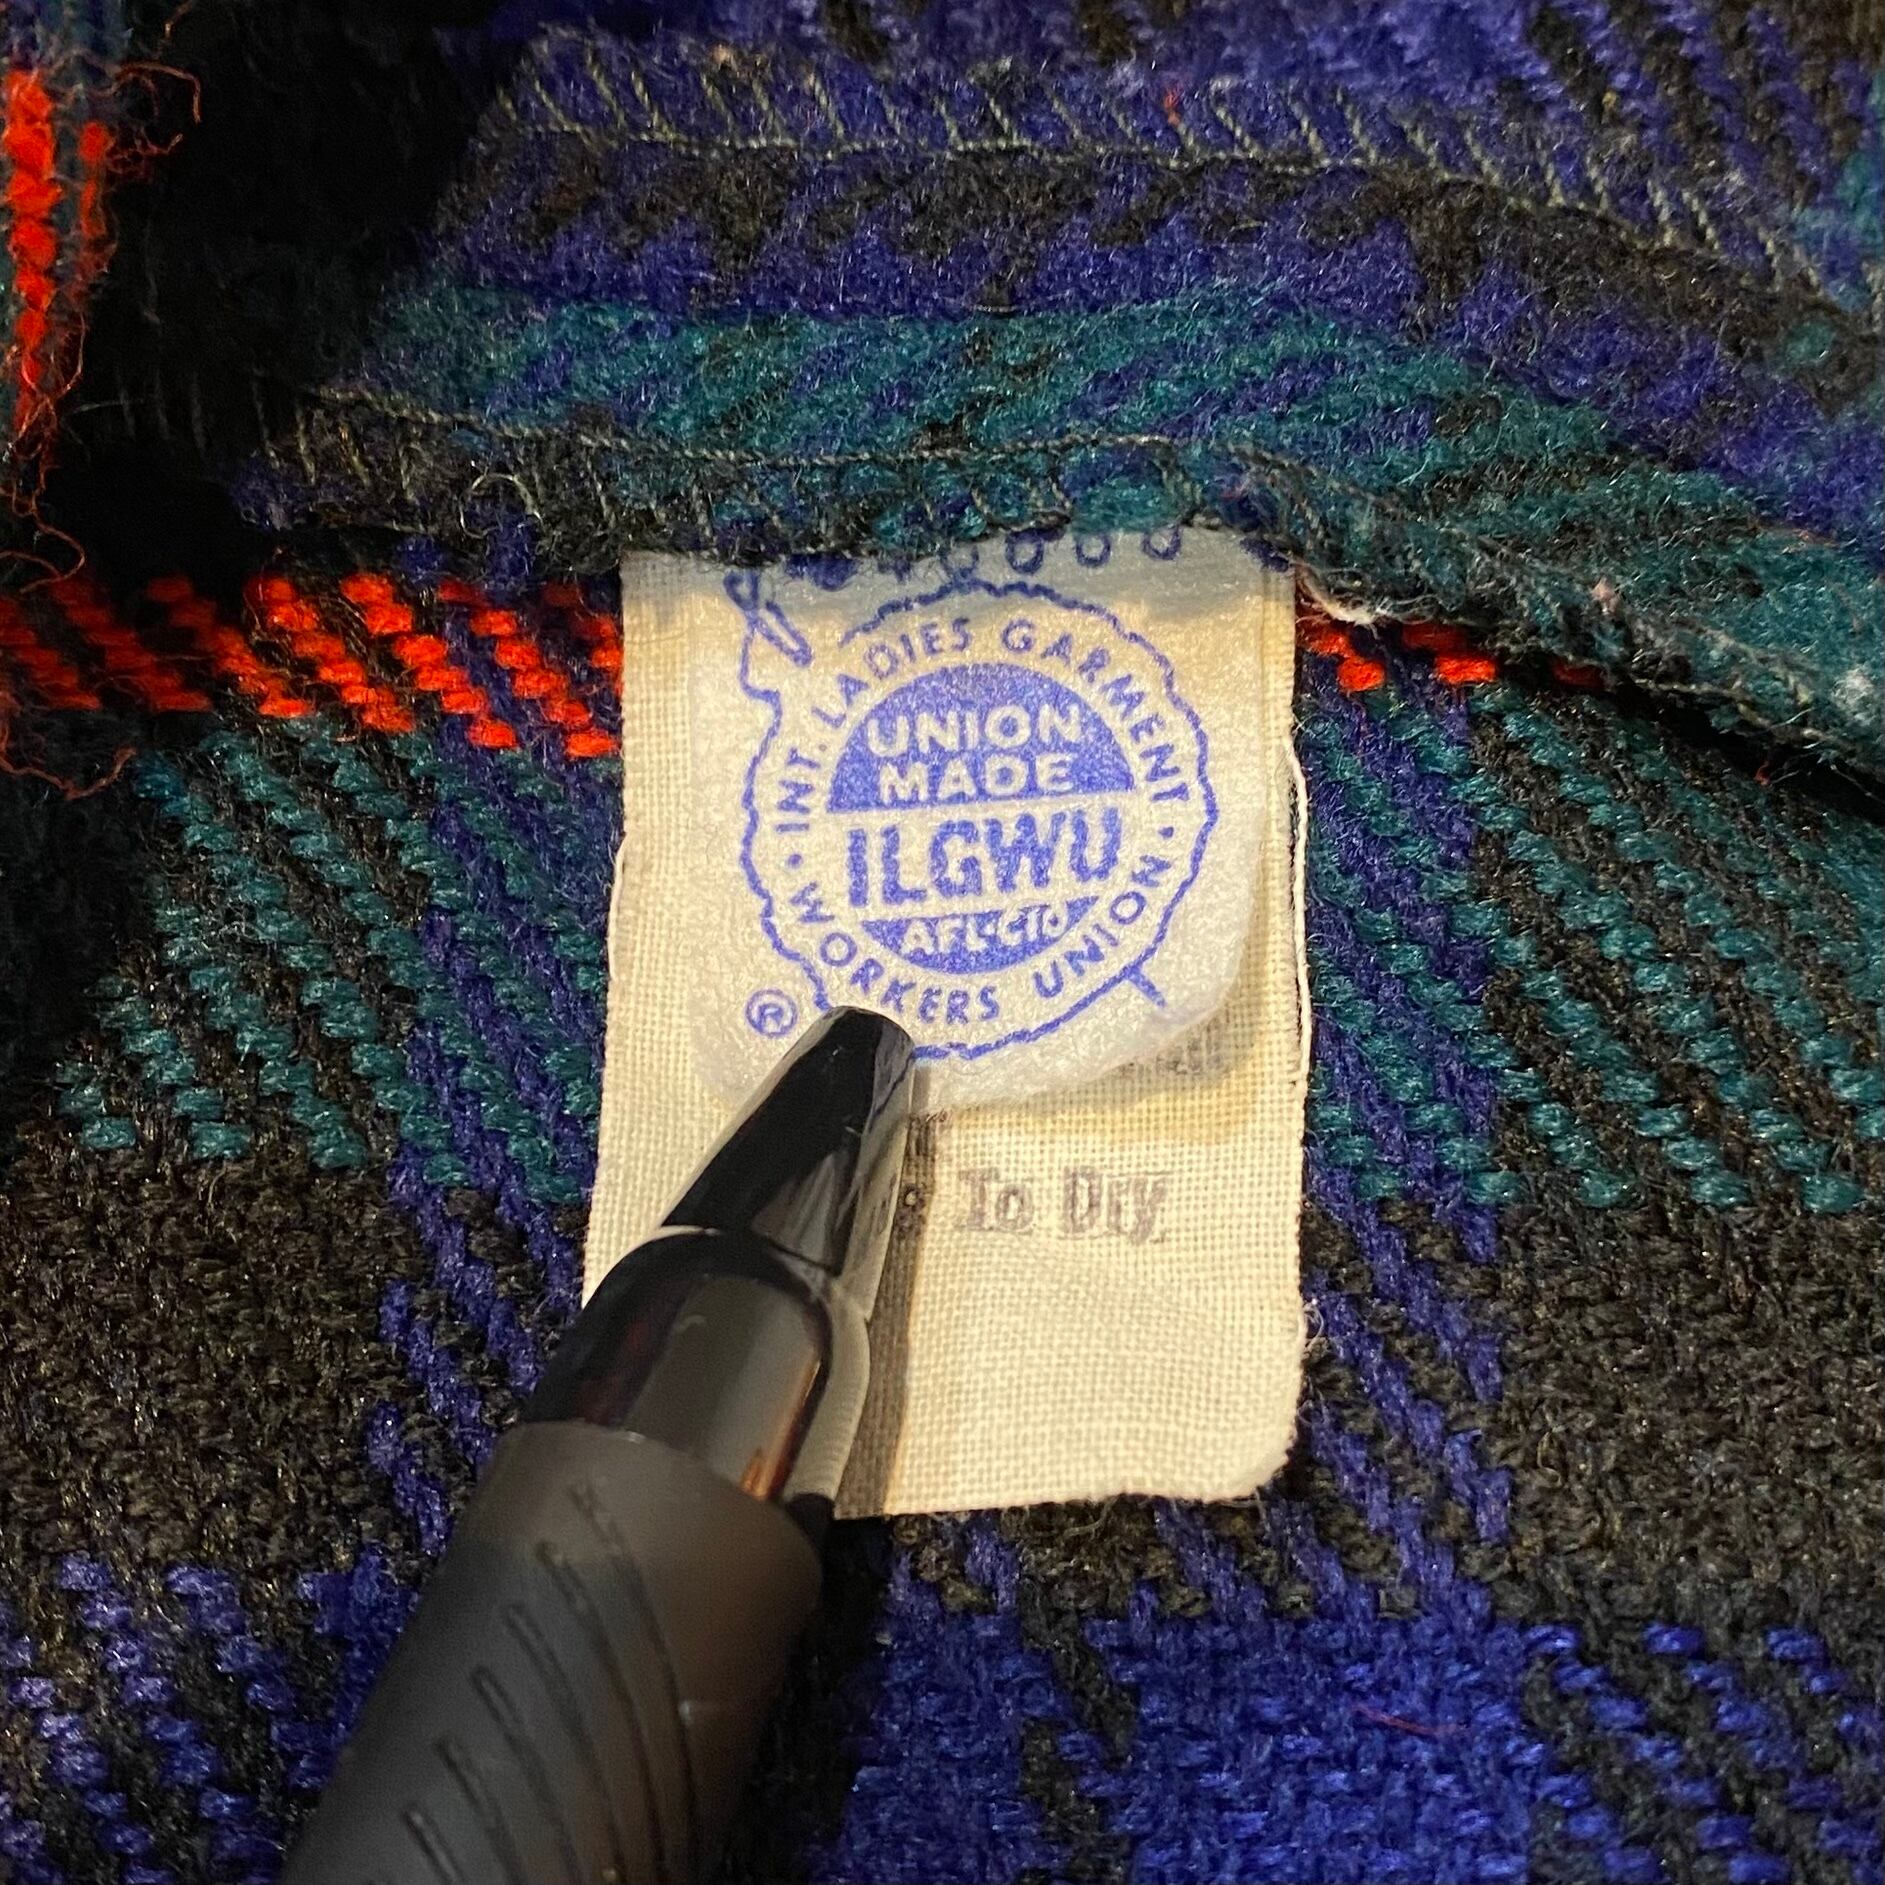 INT. LADIES GARMENT
WORKERS UNION
UNION
MADE
ILGWU
AFL-CIO
®
To Dry